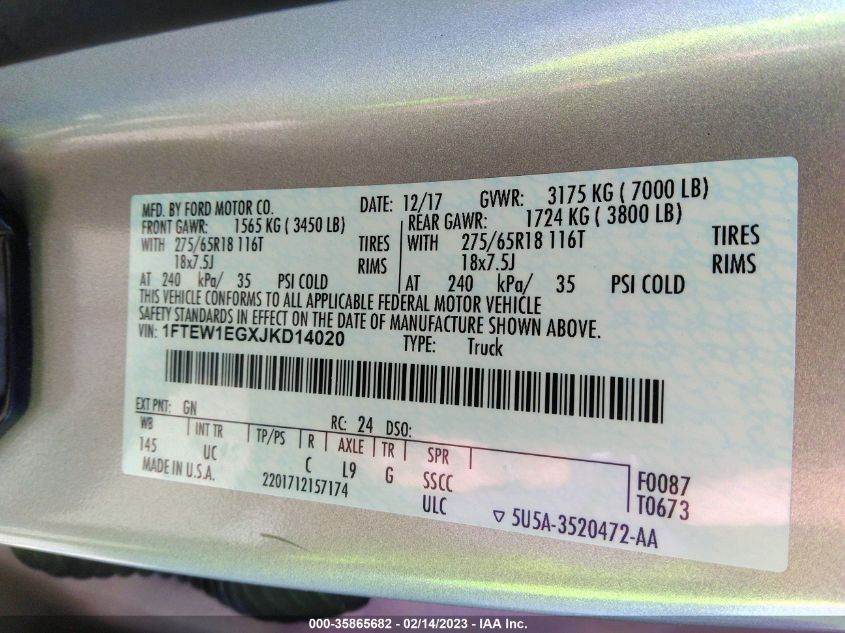 MFD. BY FORD MOTOR CO. DATE: 12/17 GVWR: 3175 KG ( 7000 LB)
FRONT GAWR: 1565 KG ( 3450 LB) REAR GAWR: 1724 KG ( 3800 LB)
WITH 275/65R18 116T TIRES WITH 275/65R18 116T TIRES
18x7.5J RIMS 18x7.5J RIMS
AT 240 kPa/ 35 PSI COLD AT 240 kPa/ 35 PSI COLD
THIS VEHICLE CONFORMS TO ALL APPLICABLE FEDERAL MOTOR VEHICLE
SAFETY STANDARDS IN EFFECT ON THE DATE OF MANUFACTURE SHOWN ABOVE.
VIN: 1FTEW1EGXJKD14020 TYPE: Truck
EXT PNT: GN RC: 24 DSO:
WB INT TR TP/PS R AXLE TR SPR F0087
145 UC C L9 G SSCC T0673
MADE IN U.S.A. 2201712157174 ULC ▽ 5U5A-3520472-AA
000-35865682 - 02/14/2023 - IAA Inc.